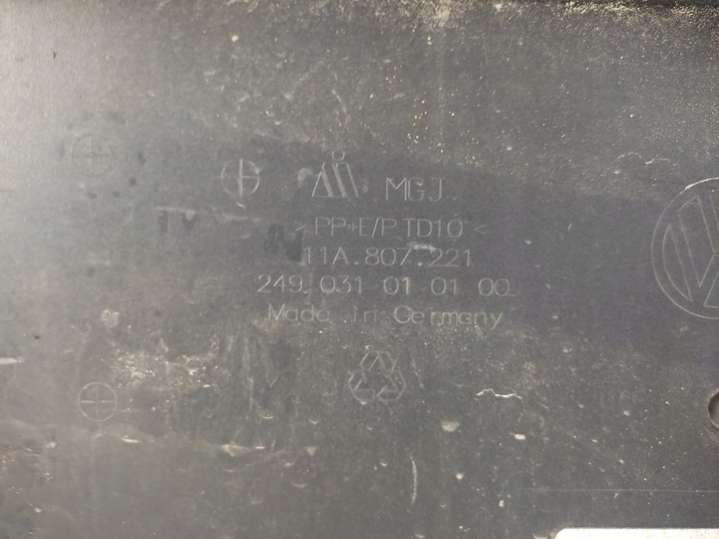 MGJ
>PP+E/P TD10<
11A.807.221
249 031 01 01 00
Made in Germany